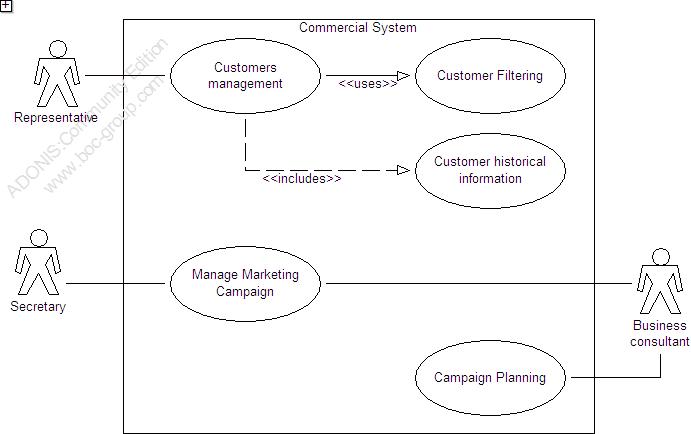 Commercial System
Customers
management
<<uses>>
Customer Filtering
Representative
ADONIS:Community Edition
www.boc-group.com
Customer historical
information
<<includes>>
Manage Marketing
Campaign
Secretary
Business
consultant
Campaign Planning